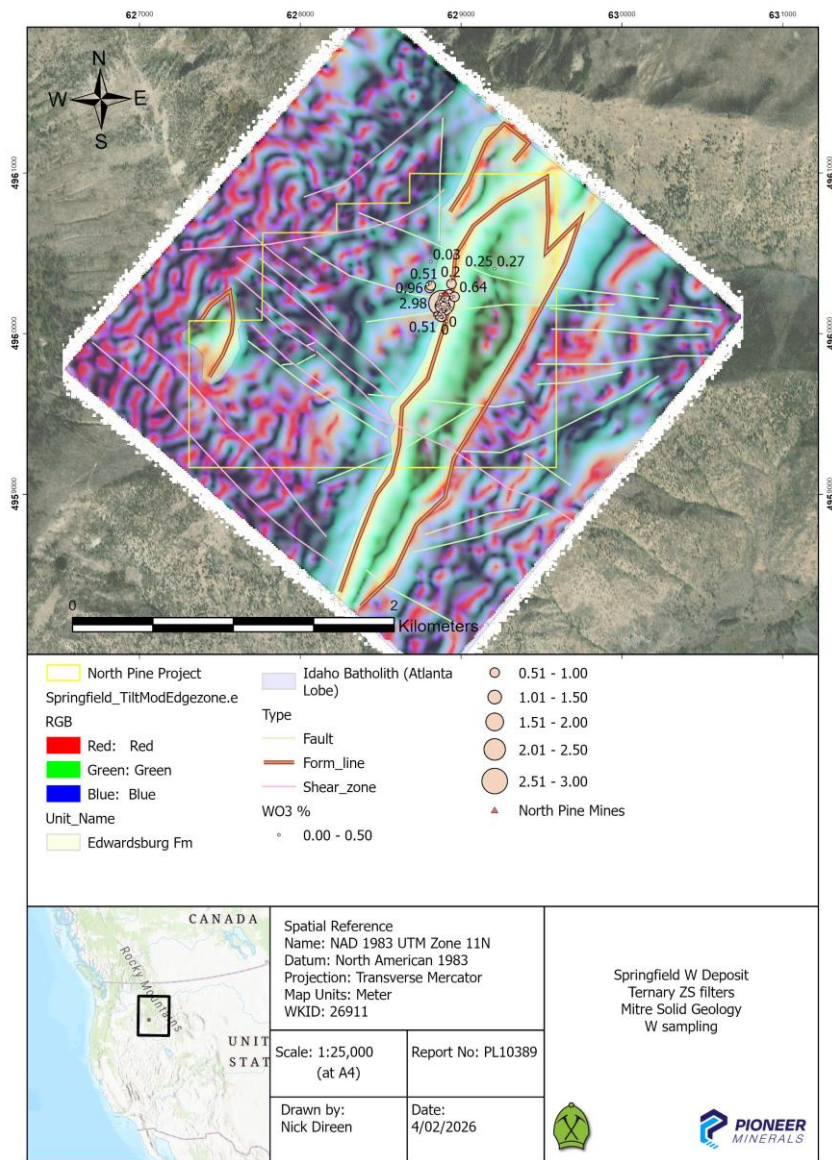 627000 628000 629000 630000 631000
N
W E
S
4961000 4961000
0.03 0.25 0.27
0.51 0.2
0.96 0.64
2.98
0.51 0
0
4960000 4960000
4959000 4959000
0 2
Kilometers
North Pine Project
Springfield_TiltModEdgezone.e
RGB
Red: Red
Green: Green
Blue: Blue
Unit_Name
Edwardsburg Fm
Idaho Batholith (Atlanta
Lobe)
Type
Fault
Form_line
Shear_zone
WO3 %
0.00 - 0.50
0.51 - 1.00
1.01 - 1.50
1.51 - 2.00
2.01 - 2.50
2.51 - 3.00
North Pine Mines
CANADA
Rocky Mountains
UNIT
STAT
Spatial Reference
Name: NAD 1983 UTM Zone 11N
Datum: North American 1983
Projection: Transverse Mercator
Map Units: Meter
WKID: 26911
Scale: 1:25,000
(at A4)
Report No: PL10389
Drawn by:
Nick Direen
Date:
4/02/2026
Springfield W Deposit
Ternary ZS filters
Mitre Solid Geology
W sampling
PIONEER
MINERALS